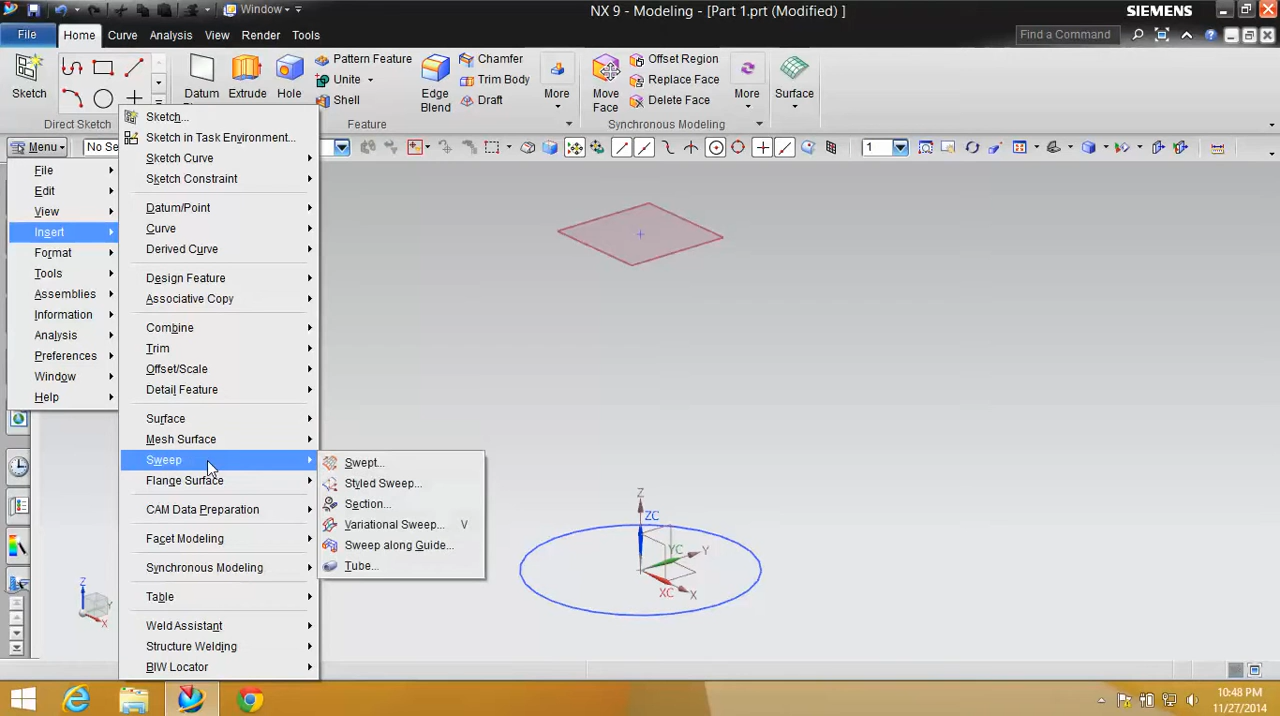 NX 9 - Modeling - [Part 1.prt (Modified) ]
SIEMENS
Window
File
Home
Curve
Analysis
View
Render
Tools
Find a Command
Sketch
Datum
Plane
Extrude
Hole
Pattern Feature
Unite
Shell
Edge
Blend
Chamfer
Trim Body
Draft
More
Move
Face
Offset Region
Replace Face
Delete Face
More
Surface
Direct Sketch
Feature
Synchronous Modeling
Menu
No Se
1
File
Edit
View
Insert
Format
Tools
Assemblies
Information
Analysis
Preferences
Window
Help
Sketch...
Sketch in Task Environment...
Sketch Curve
Sketch Constraint
Datum/Point
Curve
Derived Curve
Design Feature
Associative Copy
Combine
Trim
Offset/Scale
Detail Feature
Surface
Mesh Surface
Sweep
Flange Surface
CAM Data Preparation
Facet Modeling
Synchronous Modeling
Table
Weld Assistant
Structure Welding
BIW Locator
Swept...
Styled Sweep...
Section...
Variational Sweep... V
Sweep along Guide...
Tube...
Z
ZC
YC
Y
XC
X
Z
Y
X
10:48 PM
11/27/2014